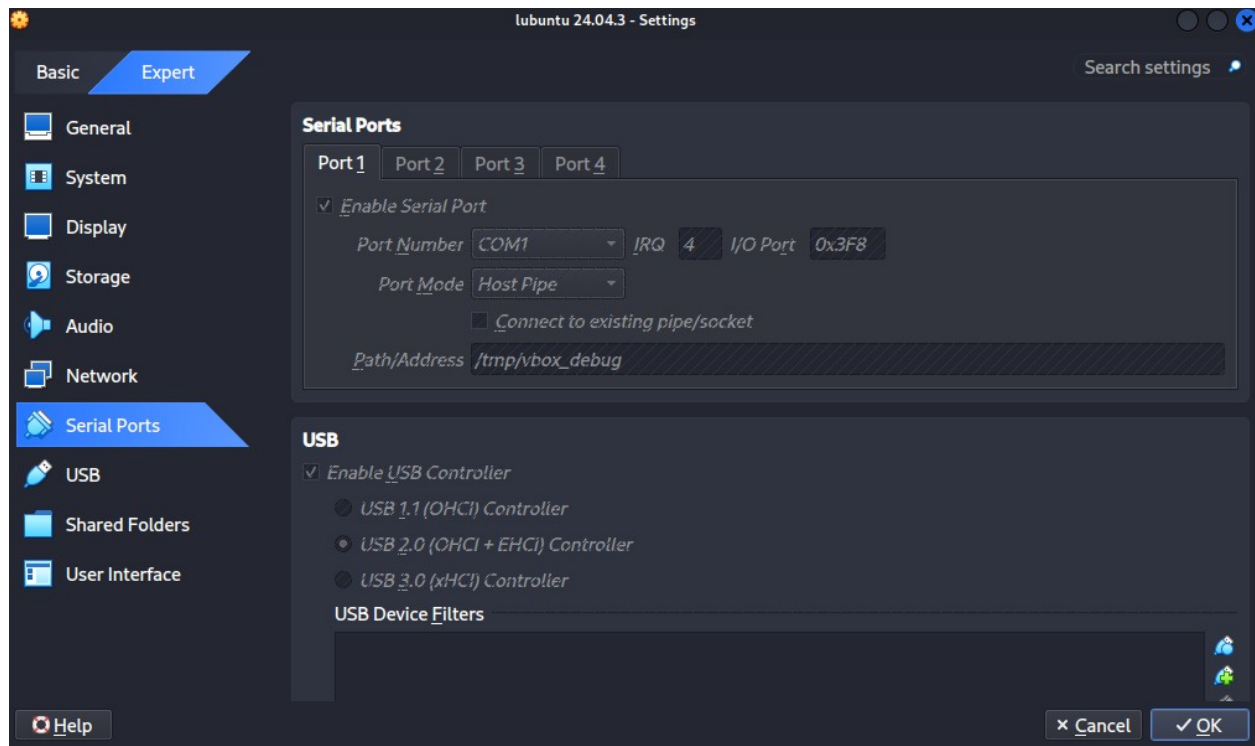 lubuntu 24.04.3 - Settings
Basic Expert Search settings
General
System
Display
Storage
Audio
Network
Serial Ports
USB
Shared Folders
User Interface
Serial Ports
Port 1 Port 2 Port 3 Port 4
Enable Serial Port
Port Number COM1 IRQ 4 I/O Port 0x3F8
Port Mode Host Pipe
Connect to existing pipe/socket
Path/Address /tmp/vbox_debug
USB
Enable USB Controller
USB 1.1 (OHCI) Controller
USB 2.0 (OHCI + EHCI) Controller
USB 3.0 (xHCI) Controller
USB Device Filters
Help Cancel OK